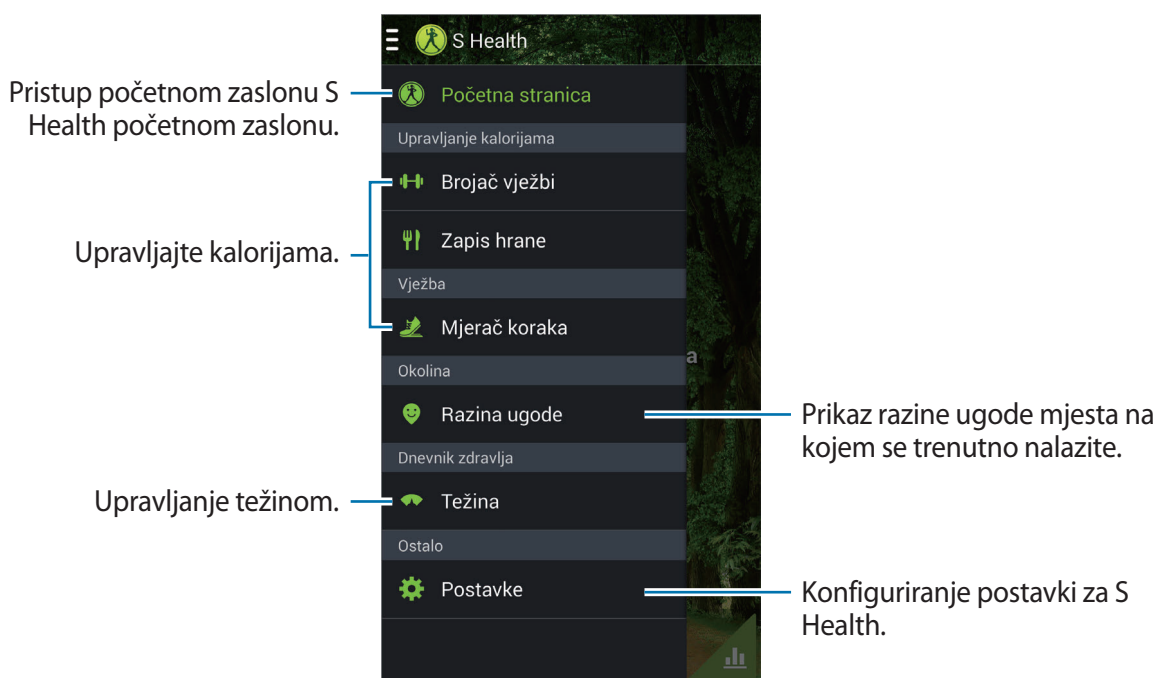 S Health
Pristup početnom zaslonu S
Health početnom zaslonu.
Početna stranica
Upravljanje kalorijama
Brojač vježbi
Upravljajte kalorijama.
Zapis hrane
Vježba
Mjerač koraka
a
Okolina
Razina ugode
Prikaz razine ugode mjesta na
kojem se trenutno nalazite.
Dnevnik zdravlja
Upravljanje težinom.
Težina
Ostalo
Postavke
Konfiguriranje postavki za S
Health.